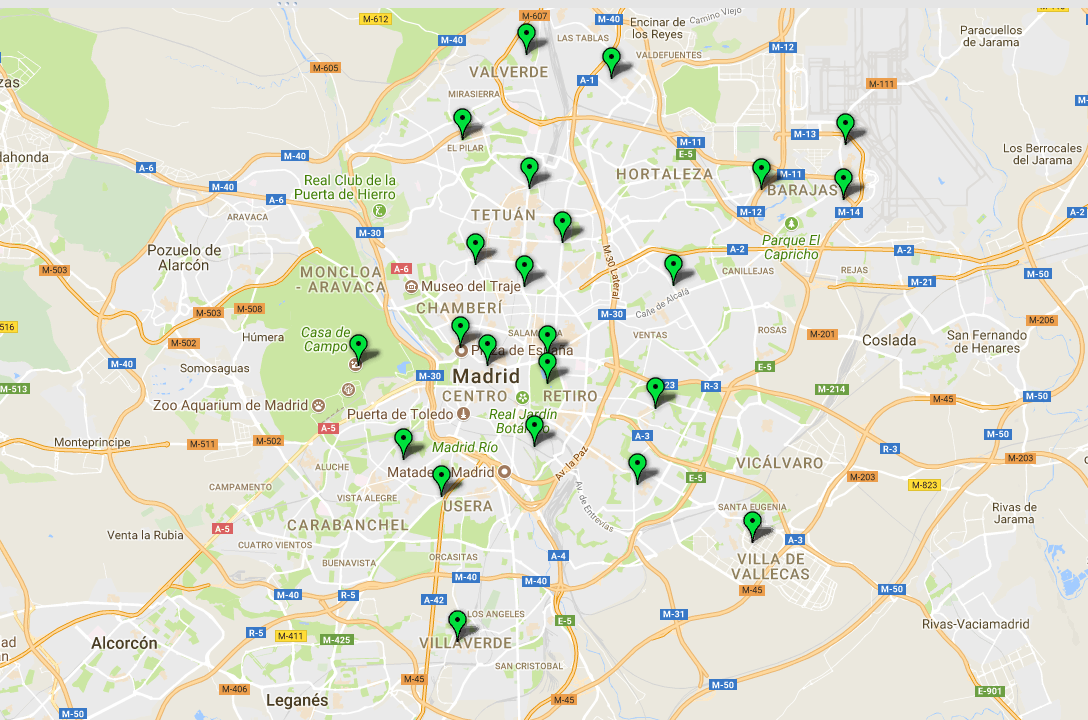 M-607
M-40
Encinar de
los Reyes
Camino Viejo
M-612
LAS TABLAS
M-40
VALDEFUENTES
M-12
Paracuellos
de Jarama
VALVERDE
M-605
A-1
M-111
zas
MIRASIERRA
M-13
EL PILAR
M-11
E-5
M-40
Los Berrocales
del Jarama
dahonda
A-6
Real Club de la
Puerta de Hierro
HORTALEZA
M-11
BARAJAS
M-40
A-6
ARAVACA
TETUÁN
M-12
M-14
A-2
M-30
Parque El
Capricho
Pozuelo de
Alarcón
M-30 Lateral
A-2
A-2
M-503
MONCLOA
- ARAVACA
A-6
CANILLEJAS
REJAS
M-50
Museo del Traje
M-21
CHAMBERÍ
Calle de Alcalá
M-503
M-508
M-30
M-206
516
Casa de
Campo
Húmera
M-502
SALAMANCA
VENTAS
ROSAS
M-201
Coslada
San Fernando
de Henares
Plaza de España
M-40
Somosaguas
Madrid
M-30
E-5
M-513
CENTRO
RETIRO
23
R-3
M-214
M-45
M-50
Zoo Aquarium de Madrid
Puerta de Toledo
Real Jardín
Botánico
A-5
Monteprincipe
M-511
M-502
Madrid Río
A-3
M-50
R-3
M-203
ALUCHE
Matadero Madrid
Av. la Paz
VICÁLVARO
E-5
M-203
M-823
CAMPAMENTO
VISTA ALEGRE
USERA
Av. de Entrevías
SANTA EUGENIA
Rivas de
Jarama
A-5
CARABANCHEL
Venta la Rubia
A-3
CUATRO VIENTOS
BUENAVISTA
ORCASITAS
A-4
VILLA DE
VALLECAS
M-40
M-40
M-40
R-5
A-42
M-45
M-50
LOS ANGELES
E-5
M-31
Rivas-Vaciamadrid
R-5
M-411
M-425
Alcorcón
VILLAVERDE
SAN CRISTOBAL
M-45
M-406
Leganés
M-45
M-50
E-901
M-50